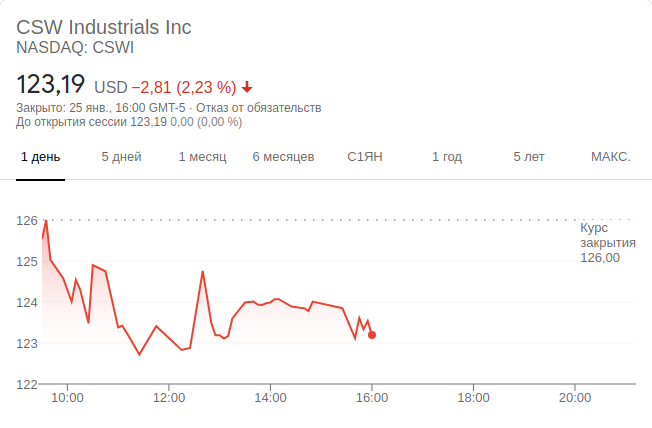 CSW Industrials Inc
NASDAQ: CSWI
123,19 USD −2,81 (2,23 %)
Закрыто: 25 янв., 16:00 GMT-5 · Отказ от обязательств
До открытия сессии 123,19 0,00 (0,00 %)
1 день 5 дней 1 месяц 6 месяцев С1ЯН 1 год 5 лет МАКС.
126
Курс
закрытия
126,00
125
124
123
122
10:00 12:00 14:00 16:00 18:00 20:00